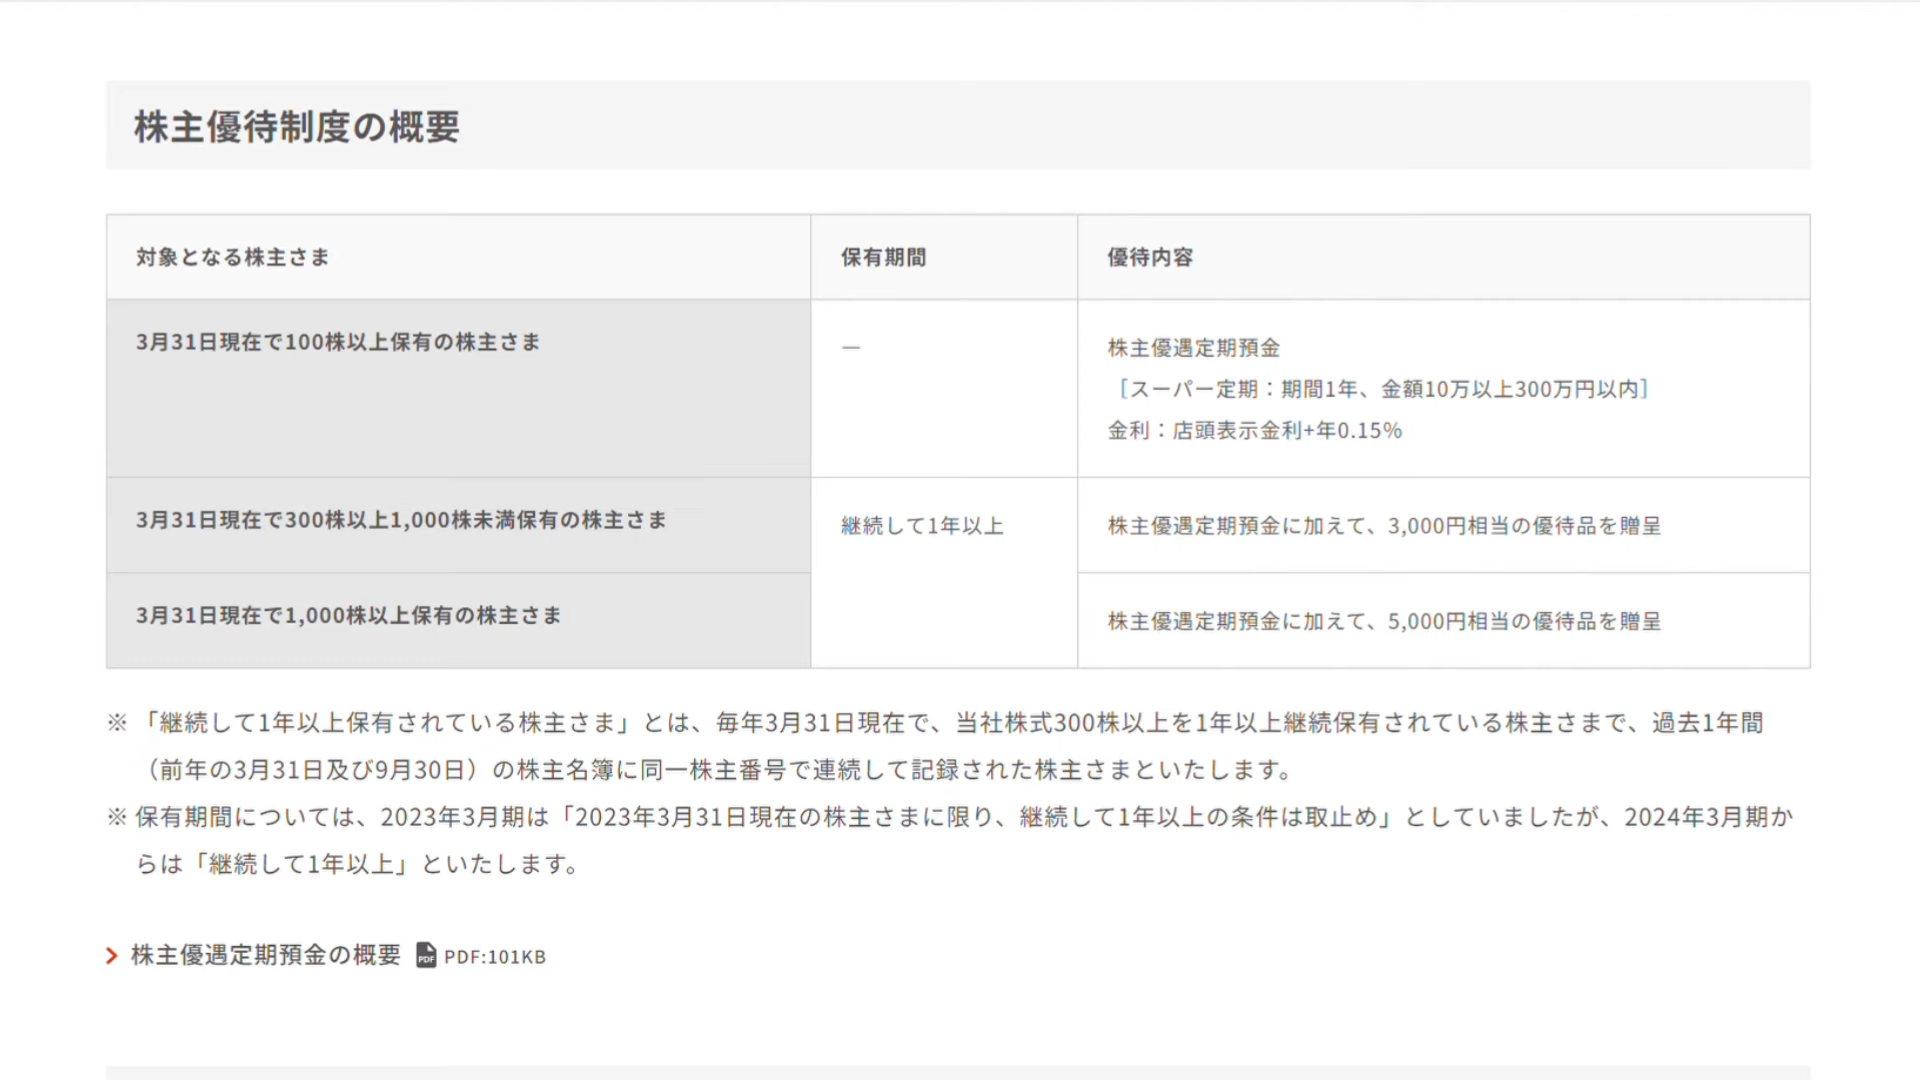 株主優待制度の概要
対象となる株主さま
保有期間
優待内容
3月31日現在で100株以上保有の株主さま
—
株主優遇定期預金
［スーパー定期：期間1年、金額10万以上300万円以内］
金利：店頭表示金利+年0.15%
3月31日現在で300株以上1,000株未満保有の株主さま
継続して1年以上
株主優遇定期預金に加えて、3,000円相当の優待品を贈呈
3月31日現在で1,000株以上保有の株主さま
株主優遇定期預金に加えて、5,000円相当の優待品を贈呈
※「継続して1年以上保有されている株主さま」とは、毎年3月31日現在で、当社株式300株以上を1年以上継続保有されている株主さまで、過去1年間
（前年の3月31日及び9月30日）の株主名簿に同一株主番号で連続して記録された株主さまといたします。
※ 保有期間については、2023年3月期は「2023年3月31日現在の株主さまに限り、継続して1年以上の条件は取止め」としていましたが、2024年3月期か
らは「継続して1年以上」といたします。
株主優遇定期預金の概要 PDF PDF:101KB